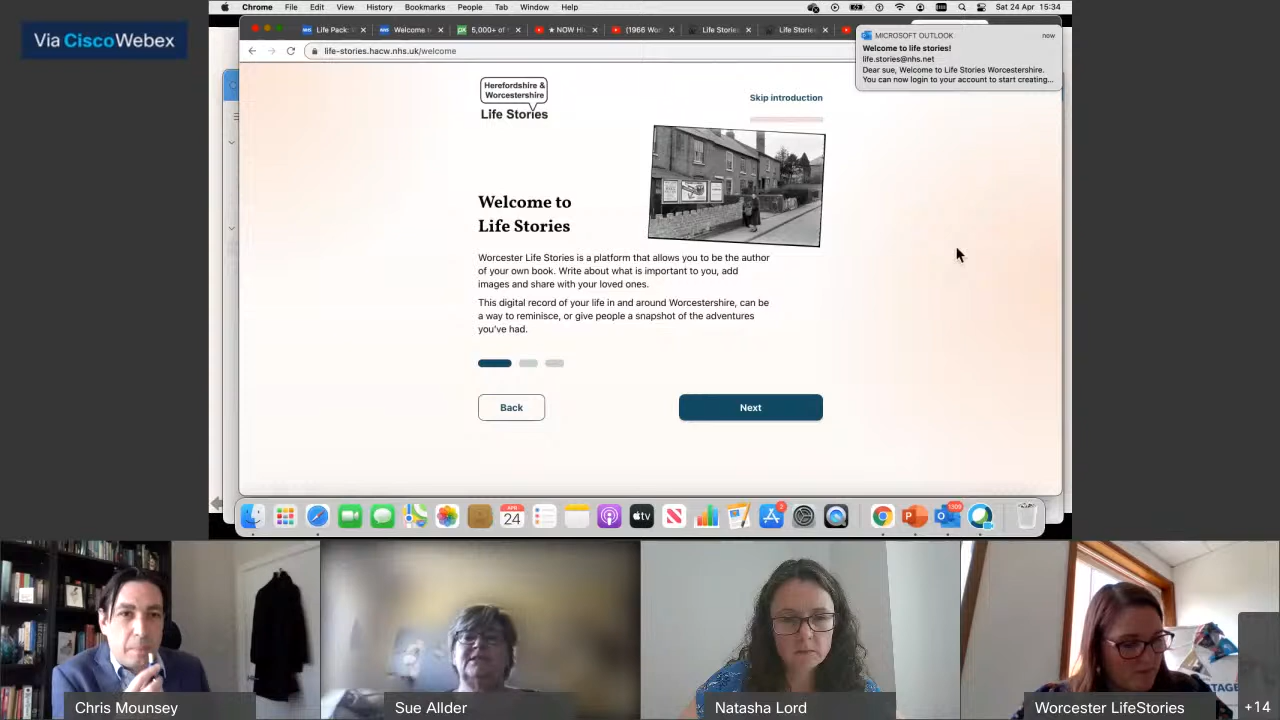 Chrome File Edit View History Bookmarks People Tab Window Help
Sat 24 Apr 15:34
Via Cisco Webex
Life Pack:
Welcome t
5,000+ of
★ NOW Hi
(1966 Wor
Life Stories
Life Stories
life-stories.hacw.nhs.uk/welcome
MICROSOFT OUTLOOK
now
Welcome to life stories!
life.stories@nhs.net
Dear sue, Welcome to Life Stories Worcestershire.
You can now login to your account to start creating...
Herefordshire &
Worcestershire
Life Stories
Skip introduction
Welcome to
Life Stories
Worcester Life Stories is a platform that allows you to be the author
of your own book. Write about what is important to you, add
images and share with your loved ones.
This digital record of your life in and around Worcestershire, can be
a way to reminisce, or give people a snapshot of the adventures
you've had.
Back
Next
APR
24
tv
2
1309
Chris Mounsey
Sue Allder
Natasha Lord
Worcester LifeStories
+14